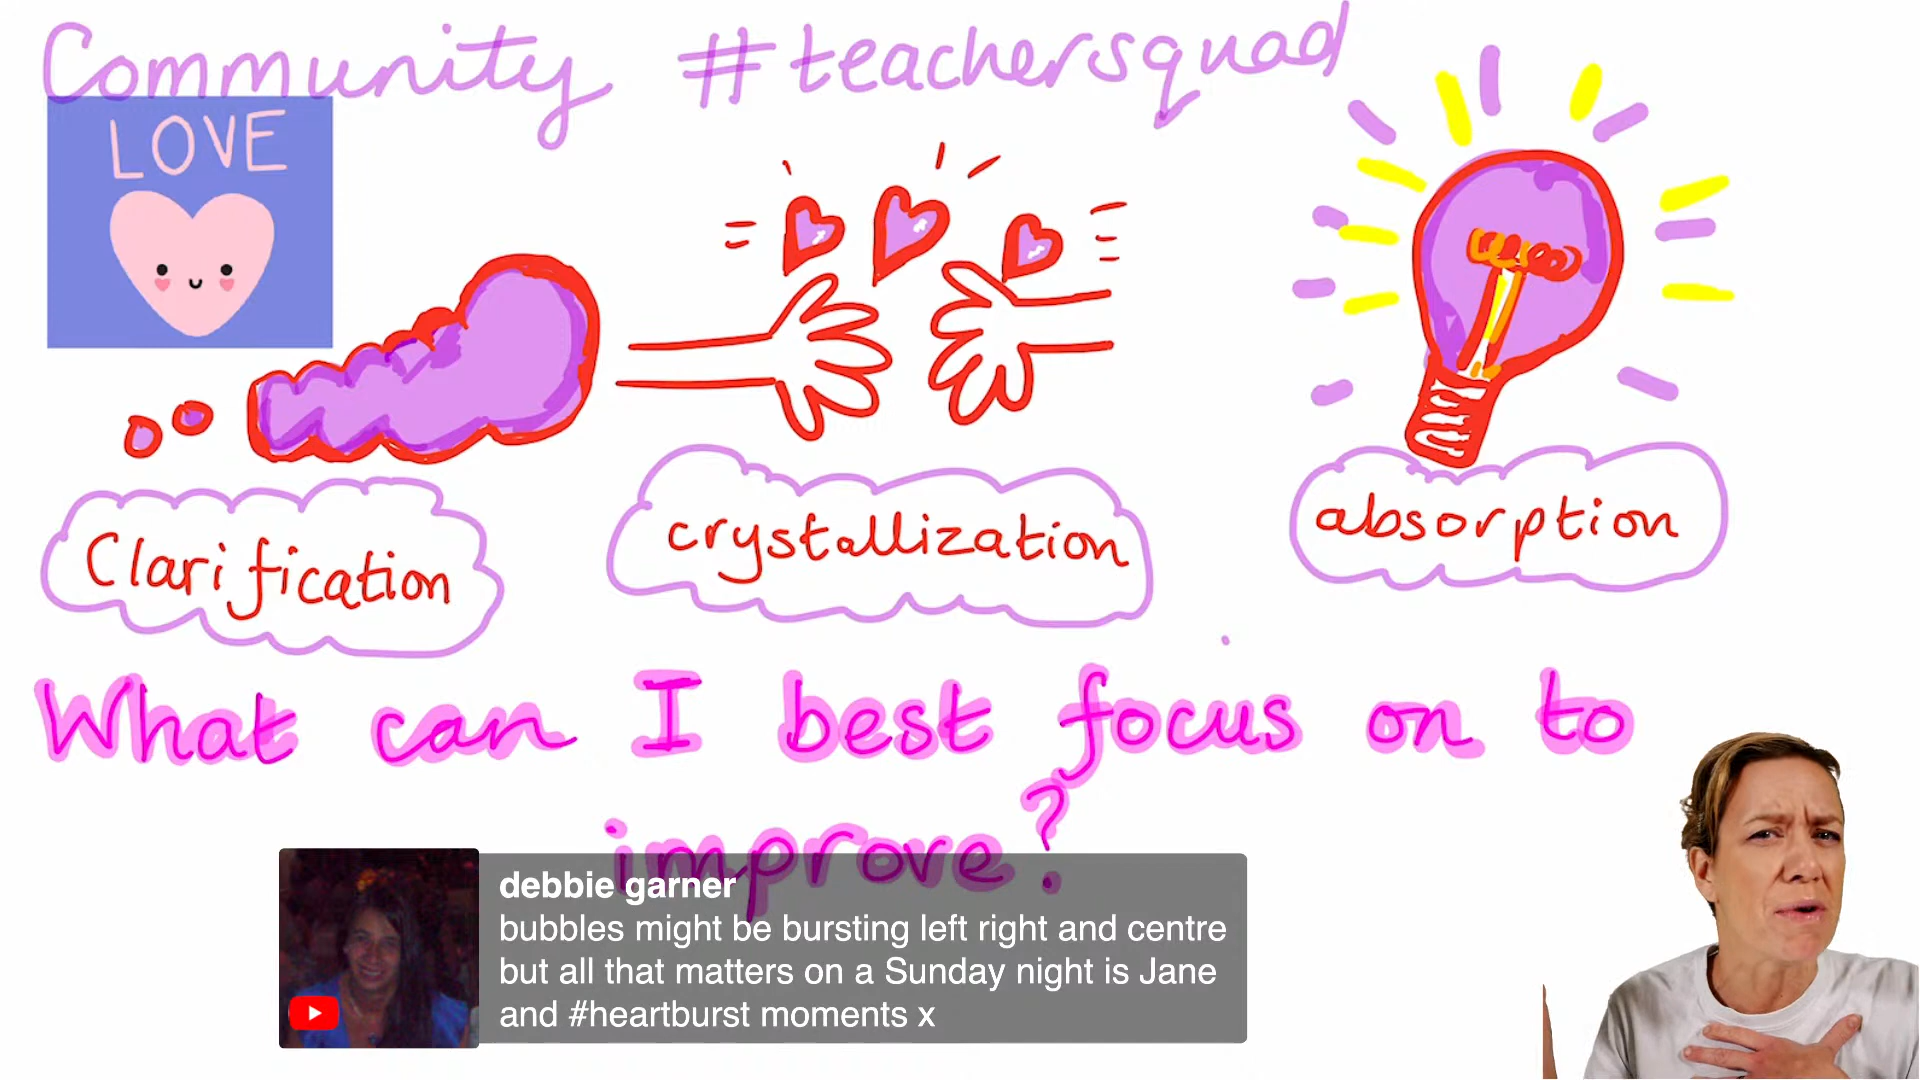 Community #teachersquad
LOVE
Clarification
crystallization
absorption
What can I best focus on to
improve?
debbie garner
bubbles might be bursting left right and centre
but all that matters on a Sunday night is Jane
and #heartburst moments x